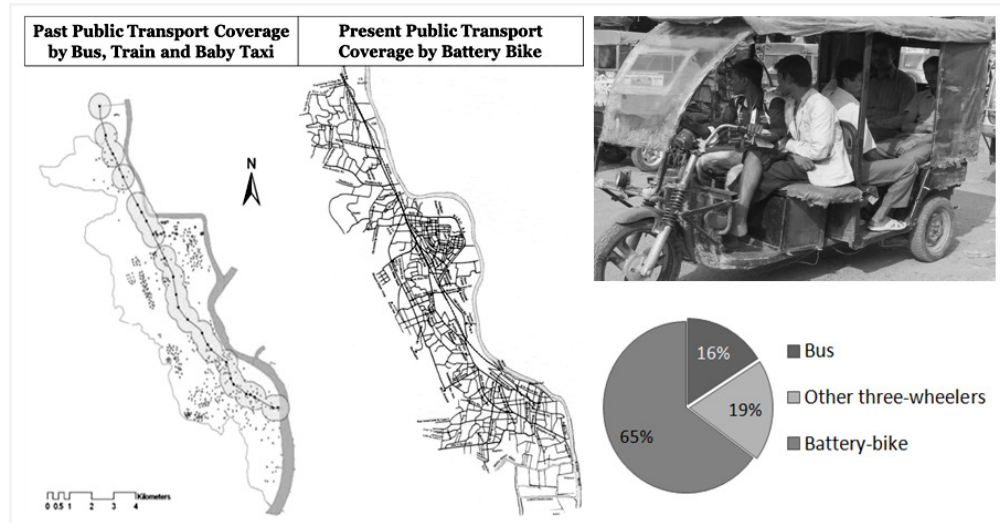 Past Public Transport Coverage
by Bus, Train and Baby Taxi
Present Public Transport
Coverage by Battery Bike
N
Kilometers
0 0.5 1 2 3 4
16%
19%
65%
Bus
Other three-wheelers
Battery-bike